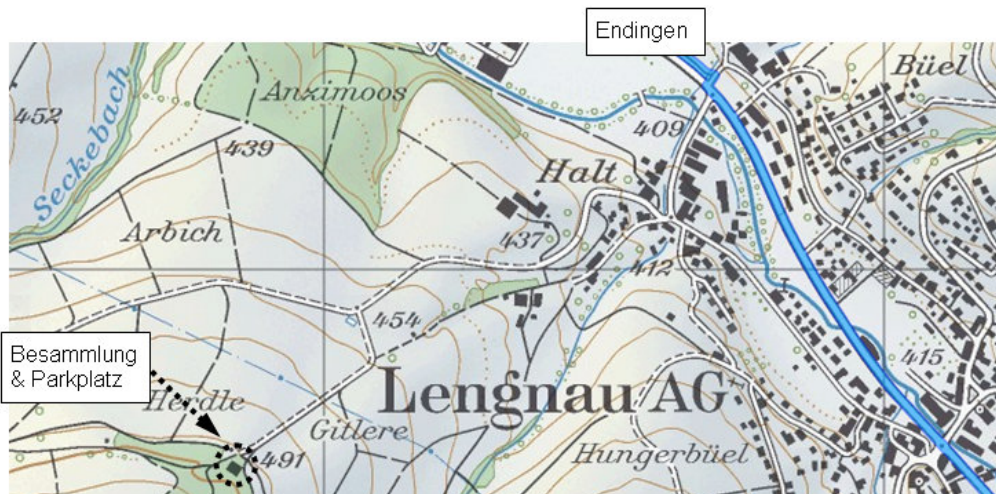 Endingen
Büel
Anximoos
452
439
409
Seckebach
Halt
Arbich
437
412
454
415
Besammlung
& Parkplatz
Herdle
Lengnau AG
Gitlere
491
Hungerbüel